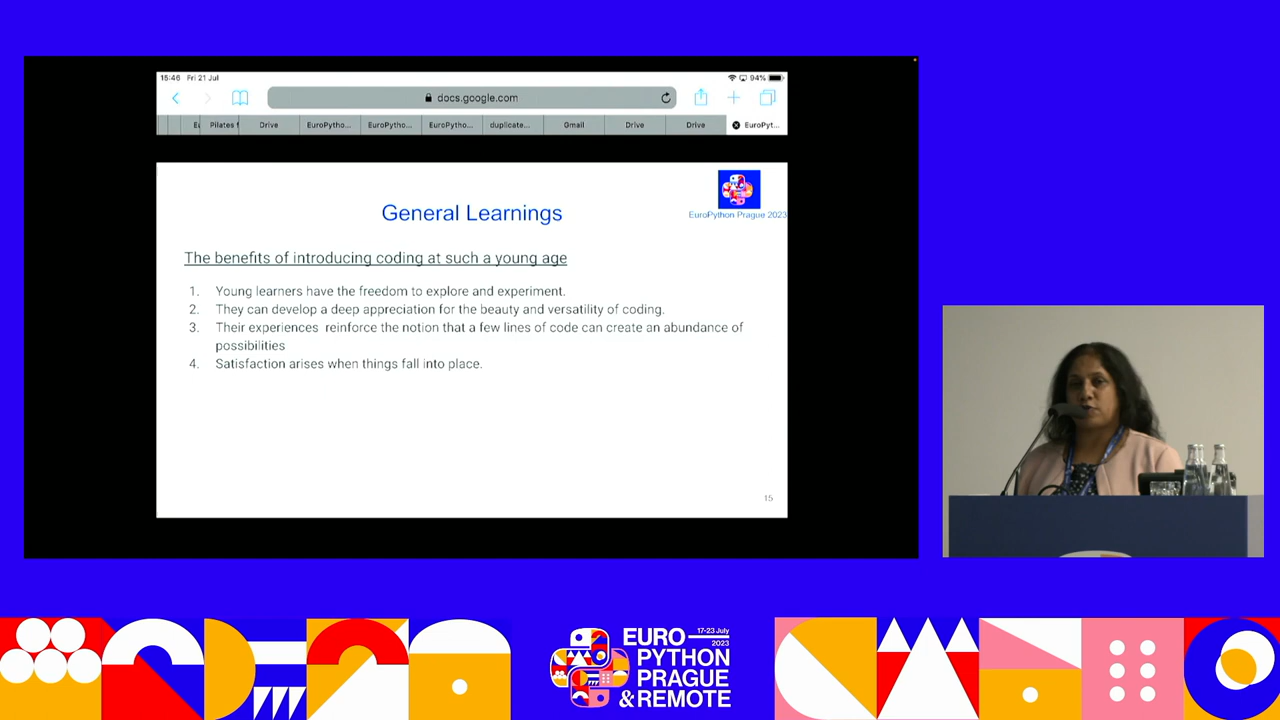 15:46 Fri 21 Jul
94%
docs.google.com
Pilates
Drive
EuroPytho...
EuroPytho...
EuroPytho...
duplicate...
Gmail
Drive
Drive
EuroPyt...
EuroPython Prague 2023
General Learnings
The benefits of introducing coding at such a young age
1. Young learners have the freedom to explore and experiment.
2. They can develop a deep appreciation for the beauty and versatility of coding.
3. Their experiences reinforce the notion that a few lines of code can create an abundance of
possibilities
4. Satisfaction arises when things fall into place.
15
EURO 17-23 July 2023
PYTHON
PRAGUE
& REMOTE